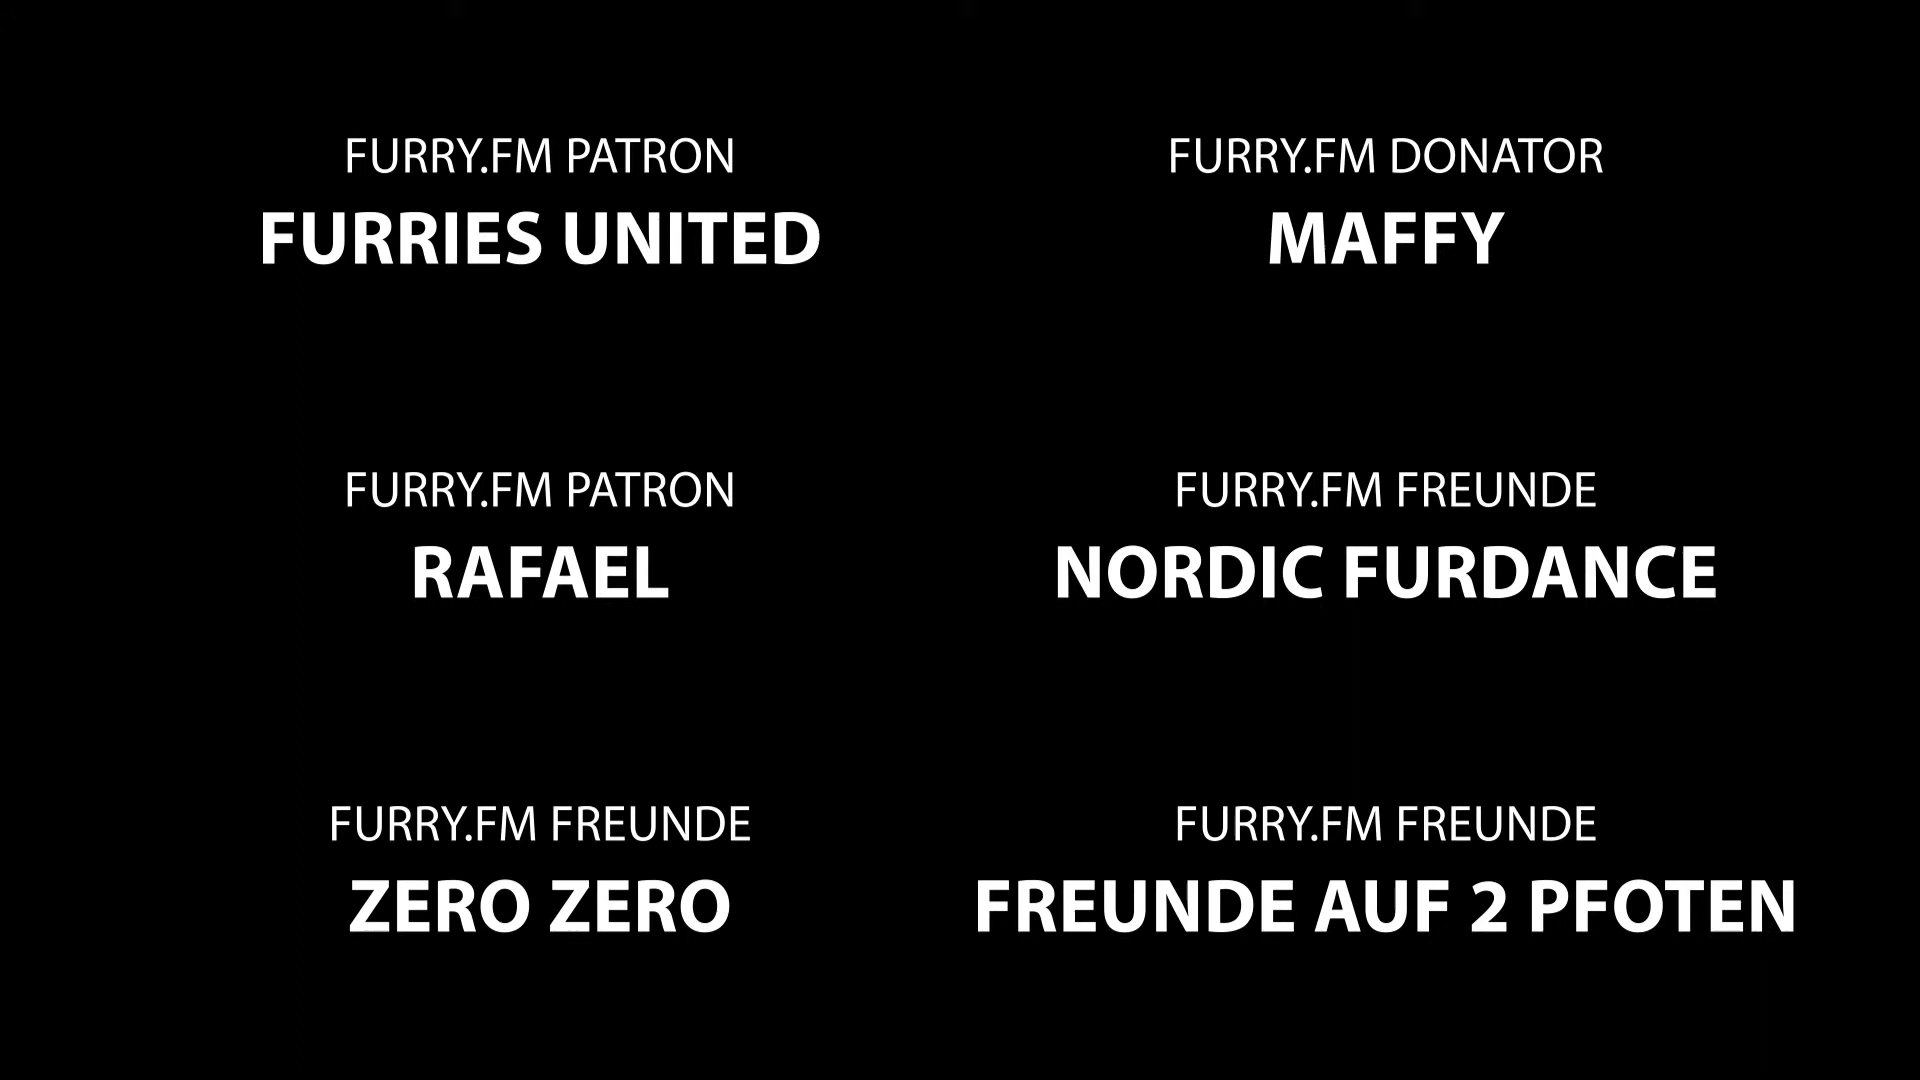 FURRY.FM PATRON
FURRIES UNITED
FURRY.FM DONATOR
MAFFY
FURRY.FM PATRON
RAFAEL
FURRY.FM FREUNDE
NORDIC FURDANCE
FURRY.FM FREUNDE
ZERO ZERO
FURRY.FM FREUNDE
FREUNDE AUF 2 PFOTEN